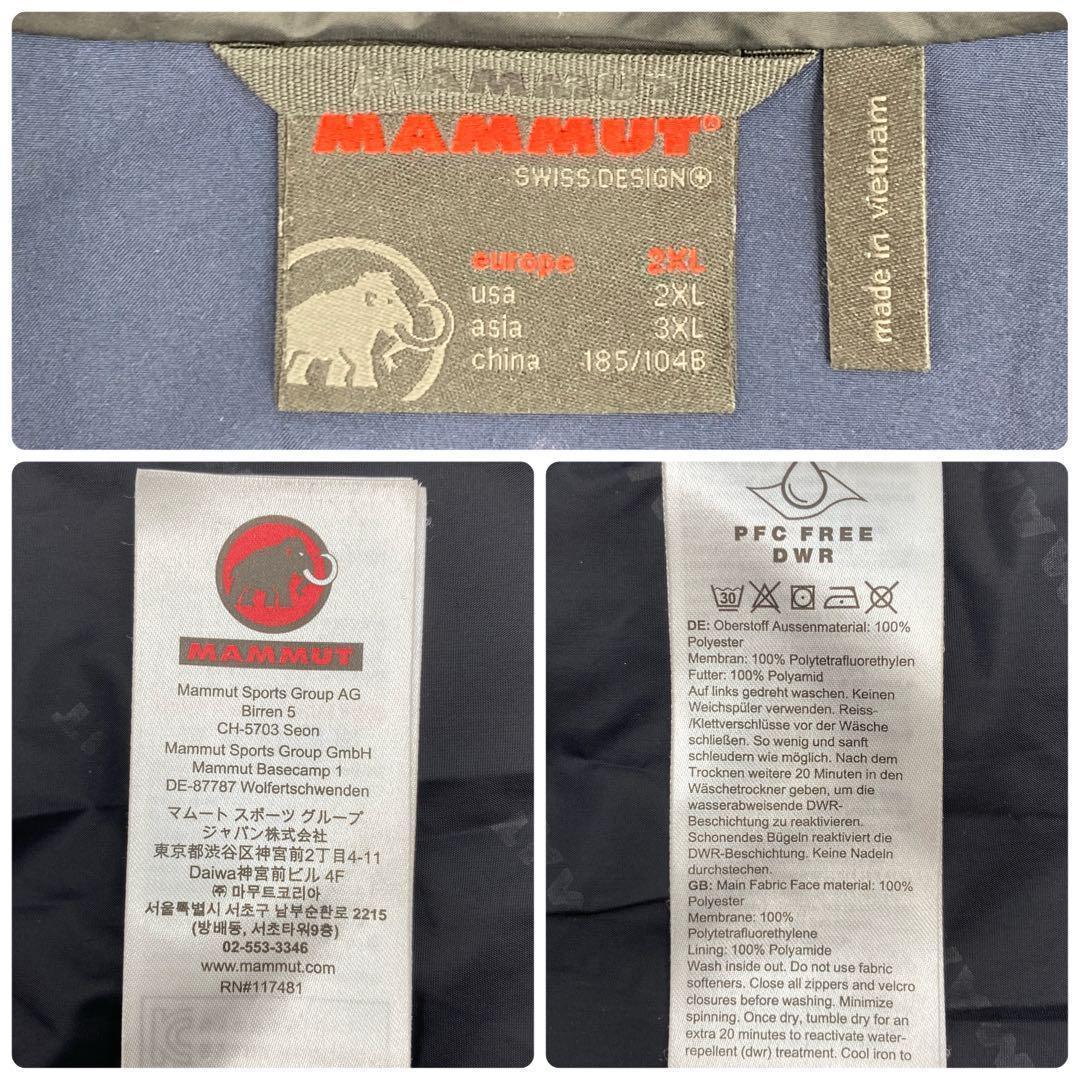 MAMMUT
MAMMUT®
SWISS DESIGN
europe 2XL
usa 2XL
asia 3XL
china 185/104B
made in vietnam
MAMMUT
Mammut Sports Group AG
Birren 5
CH-5703 Seon
Mammut Sports Group GmbH
Mammut Basecamp 1
DE-87787 Wolfertschwenden
マムート スポーツ グループ
ジャパン株式会社
東京都渋谷区神宮前2丁目4-11
Daiwa神宮前ビル 4F
㈜ 마무트코리아
서울특별시 서초구 남부순환로 2215
(방배동, 서초타워9층)
02-553-3346
www.mammut.com
RN#117481
PFC FREE
DWR
30
DE: Oberstoff Aussenmaterial: 100%
Polyester
Membran: 100% Polytetrafluorethylen
Futter: 100% Polyamid
Auf links gedreht waschen. Keinen
Weichspüler verwenden. Reiss-
/Klettverschlüsse vor der Wäsche
schließen. So wenig und sanft
schleudern wie möglich. Nach dem
Trocknen weitere 20 Minuten in den
Wäschetrockner geben, um die
wasserabweisende DWR-
Beschichtung zu reaktivieren.
Schonendes Bügeln reaktiviert die
DWR-Beschichtung. Keine Nadeln
durchstechen.
GB: Main Fabric Face material: 100%
Polyester
Membrane: 100%
Polytetrafluorethylene
Lining: 100% Polyamide
Wash inside out. Do not use fabric
softeners. Close all zippers and velcro
closures before washing. Minimize
spinning. Once dry, tumble dry for an
extra 20 minutes to reactivate water-
repellent (dwr) treatment. Cool iron to